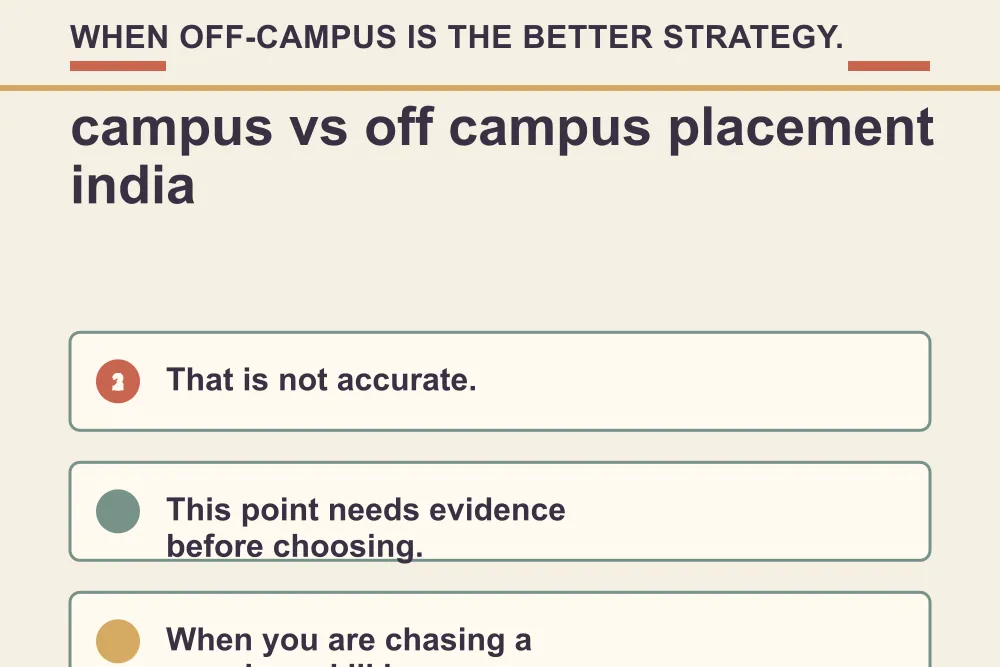 WHEN OFF-CAMPUS IS THE BETTER STRATEGY.
campus vs off campus placement
india
That is not accurate.
This point needs evidence
before choosing.
When you are chasing a